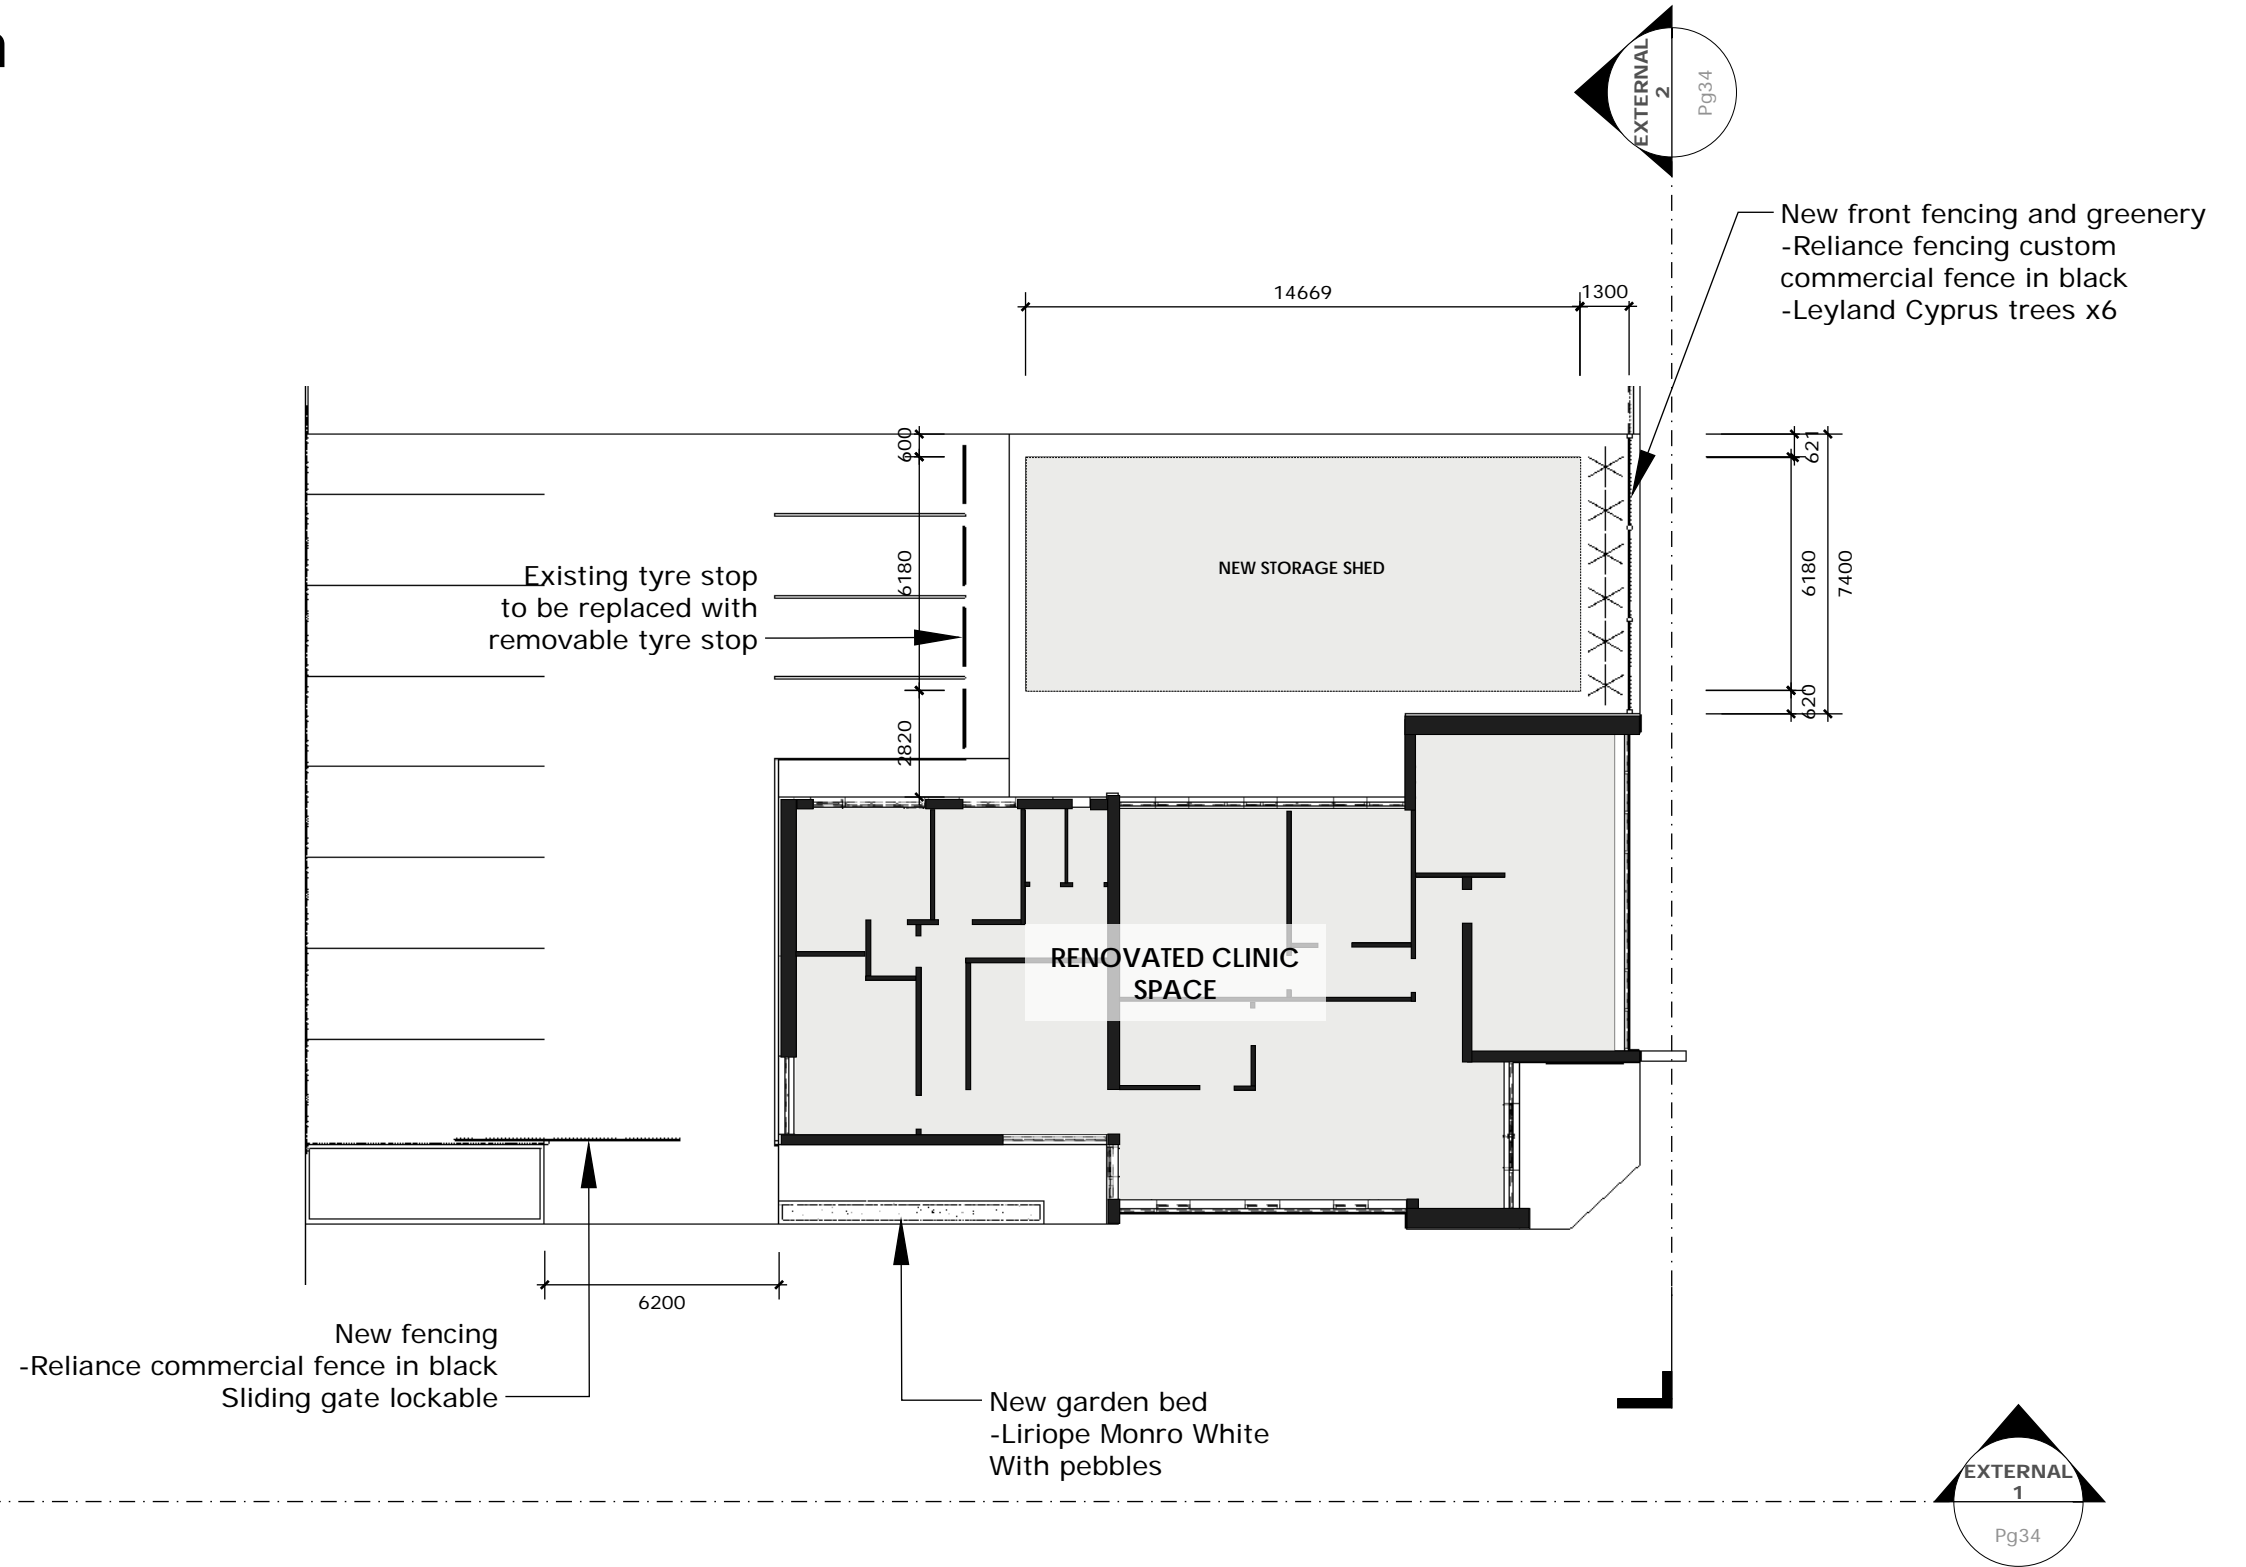 EXTERNAL
2
Pg34
New front fencing and greenery
-Reliance fencing custom
commercial fence in black
-Leyland Cyprus trees x6
14669
1300
600
621
6180
6180
7400
NEW STORAGE SHED
Existing tyre stop
to be replaced with
removable tyre stop
2820
620
RENOVATED CLINIC
SPACE
6200
New fencing
-Reliance commercial fence in black
Sliding gate lockable
New garden bed
-Liriope Monro White
With pebbles
EXTERNAL
1
Pg34